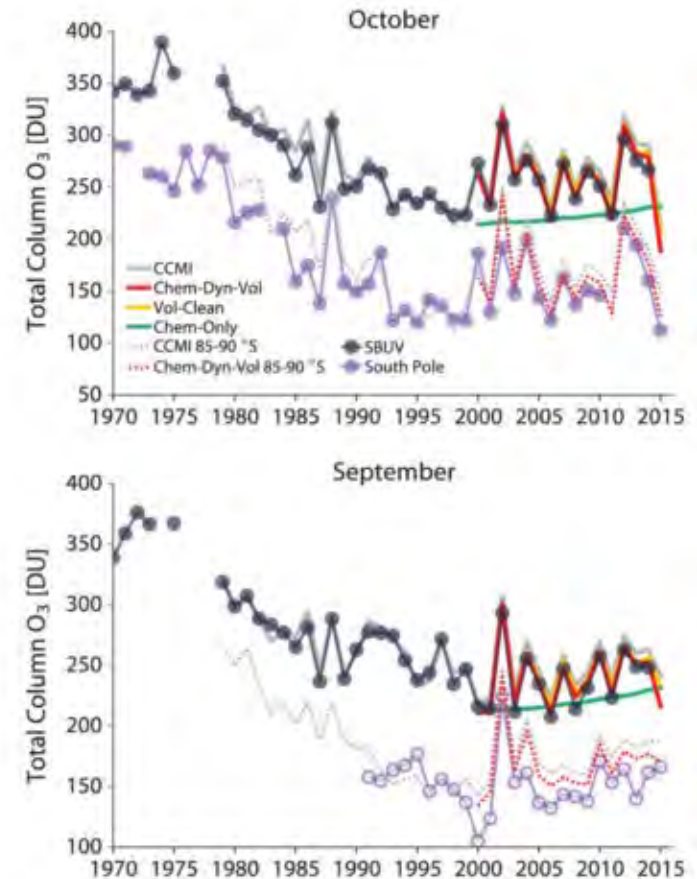 October
Total Column O₃ [DU]
400
350
300
250
200
150
100
50
CCMI
Chem-Dyn-Vol
Vol-Clean
Chem-Only
CCMI 85-90 °S
SBUV
Chem-Dyn-Vol 85-90 °S
South Pole
1970 1975 1980 1985 1990 1995 2000 2005 2010 2015
September
Total Column O₃ [DU]
400
350
300
250
200
150
100
1970 1975 1980 1985 1990 1995 2000 2005 2010 2015